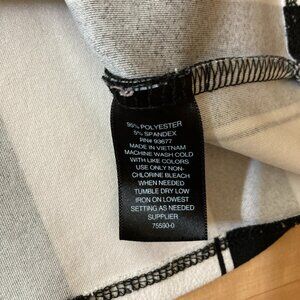 95% POLYESTER
5% SPANDEX
RN# 93677
MADE IN VIETNAM
MACHINE WASH COLD
WITH LIKE COLORS
USE ONLY NON-
CHLORINE BLEACH
WHEN NEEDED
TUMBLE DRY LOW
IRON ON LOWEST
SETTING AS NEEDED
SUPPLIER
75590-0